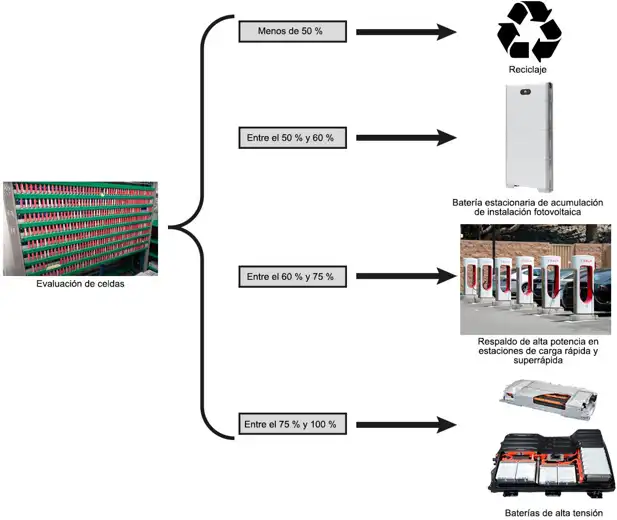 Menos de 50 %
Reciclaje
Entre el 50 % y 60 %
Batería estacionaria de acumulación
de instalación fotovoltaica
Evaluación de celdas
Entre el 60 % y 75 %
Respaldo de alta potencia en
estaciones de carga rápida y
superrápida
Entre el 75 % y 100 %
Baterías de alta tensión